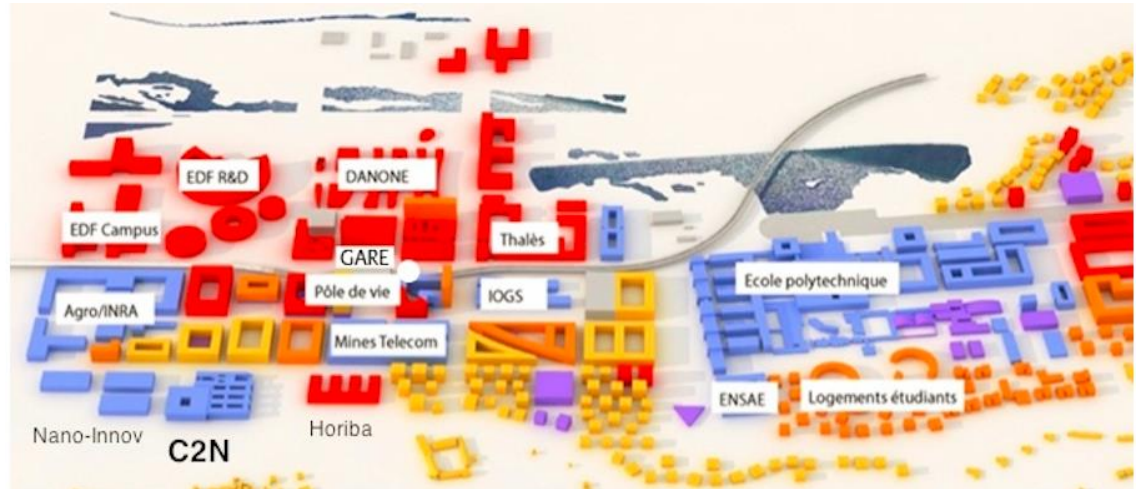 EDF R&D
DANONE
EDF Campus
Thalès
GARE
Ecole polytechnique
Pôle de vie
IOGS
Agro/INRA
Mines Telecom
ENSAE
Logements étudiants
Nano-Innov
C2N
Horiba